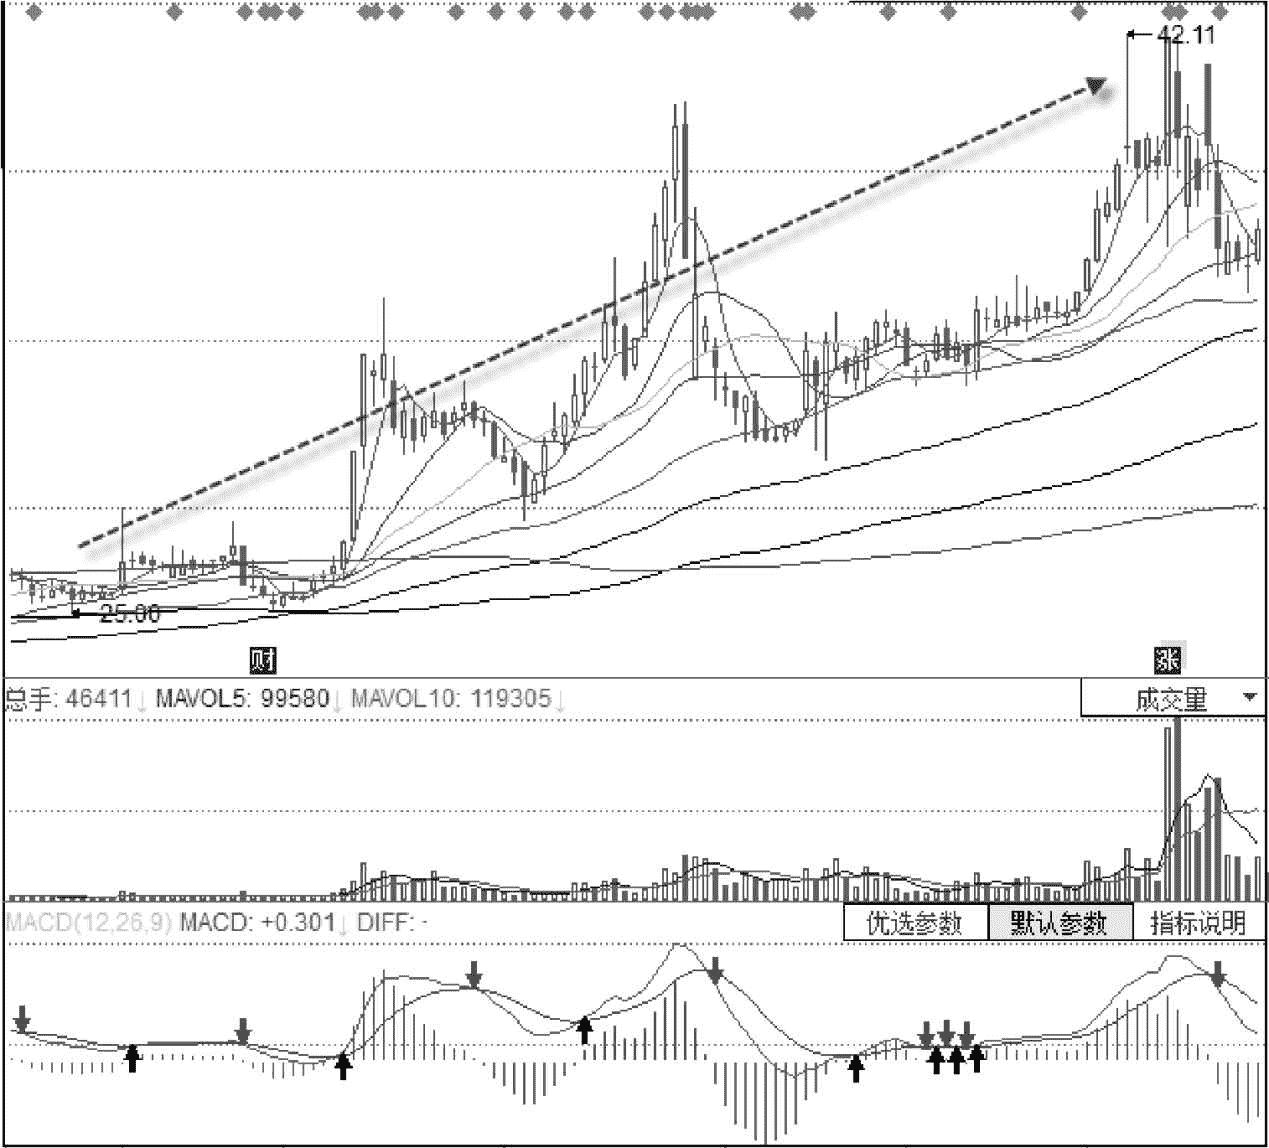 42.11
25.00
财
涨
总手: 46411↓ MAVOL5: 99580↓ MAVOL10: 119305↓
成交量
MACD(12,26,9) MACD: +0.301↓ DIFF: -
优选参数 默认参数 指标说明